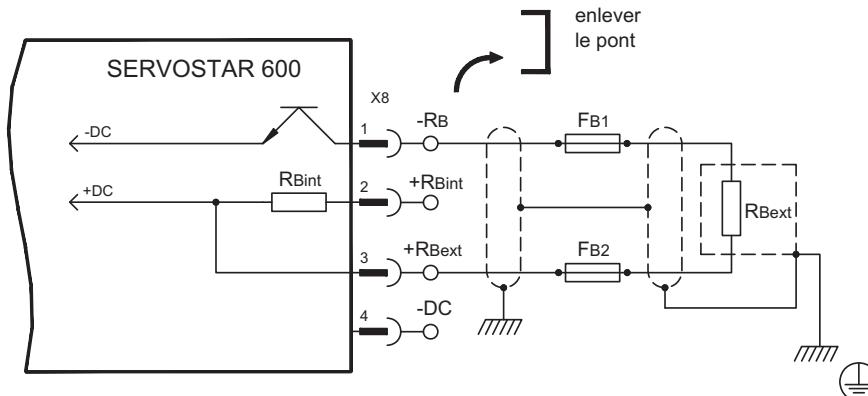 enlever
le pont
SERVOSTAR 600
X8
-DC
1
-RB
FB1
+DC
RBint
2
+RBint
RBext
3
+RBext
FB2
4
-DC